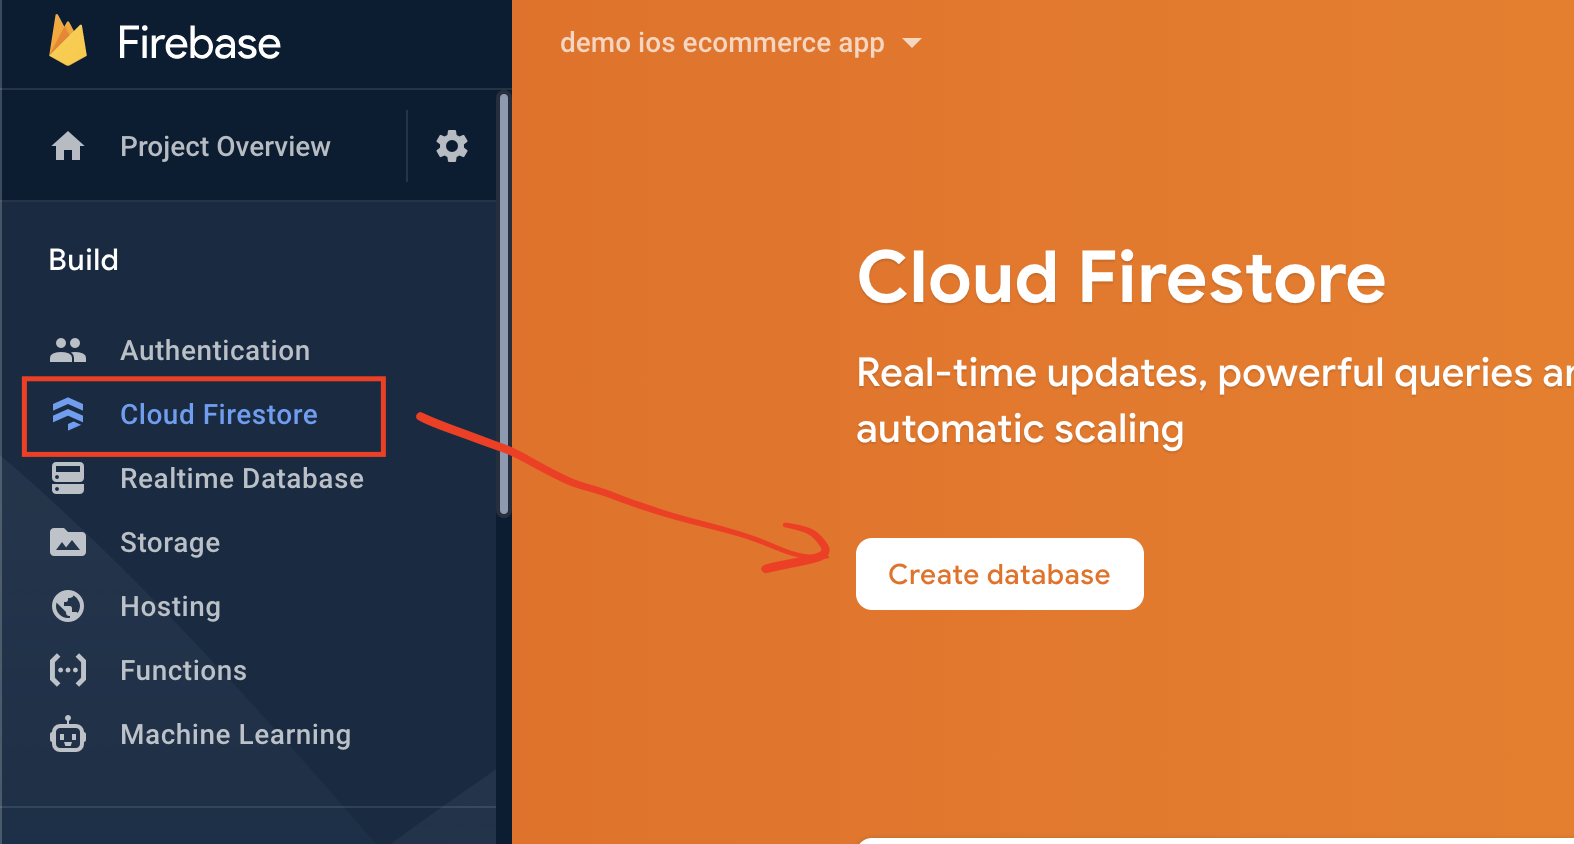 Firebase
demo ios ecommerce app
Project Overview
Build
Authentication
Cloud Firestore
Realtime Database
Storage
Hosting
Functions
Machine Learning
Cloud Firestore
Real-time updates, powerful queries
automatic scaling
Create database